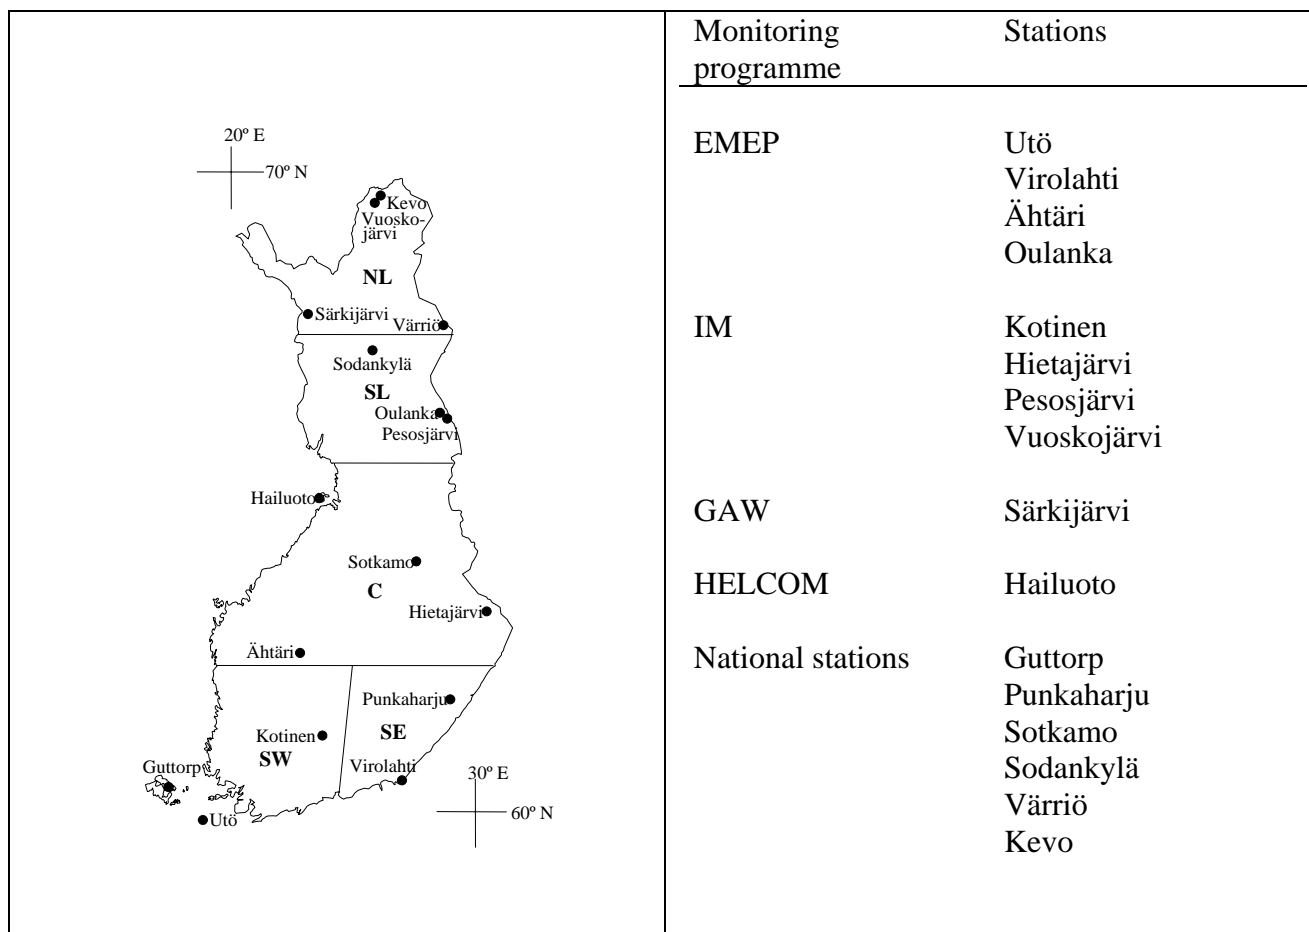 20º E
70º N
Kevo
Vuosko-
järvi
NL
Särkijärvi
Värriö
Sodankylä
SL
Oulanka
Pesosjärvi
Hailuoto
Sotkamo
C
Hietajärvi
Ähtäri
Punkaharju
Kotinen
SE
SW
Virolahti
Guttorp
30º E
60º N
Utö
Monitoring Stations
programme
EMEP Utö
Virolahti
Ähtäri
Oulanka
IM Kotinen
Hietajärvi
Pesosjärvi
Vuoskojärvi
GAW Särkijärvi
HELCOM Hailuoto
National stations Guttorp
Punkaharju
Sotkamo
Sodankylä
Värriö
Kevo